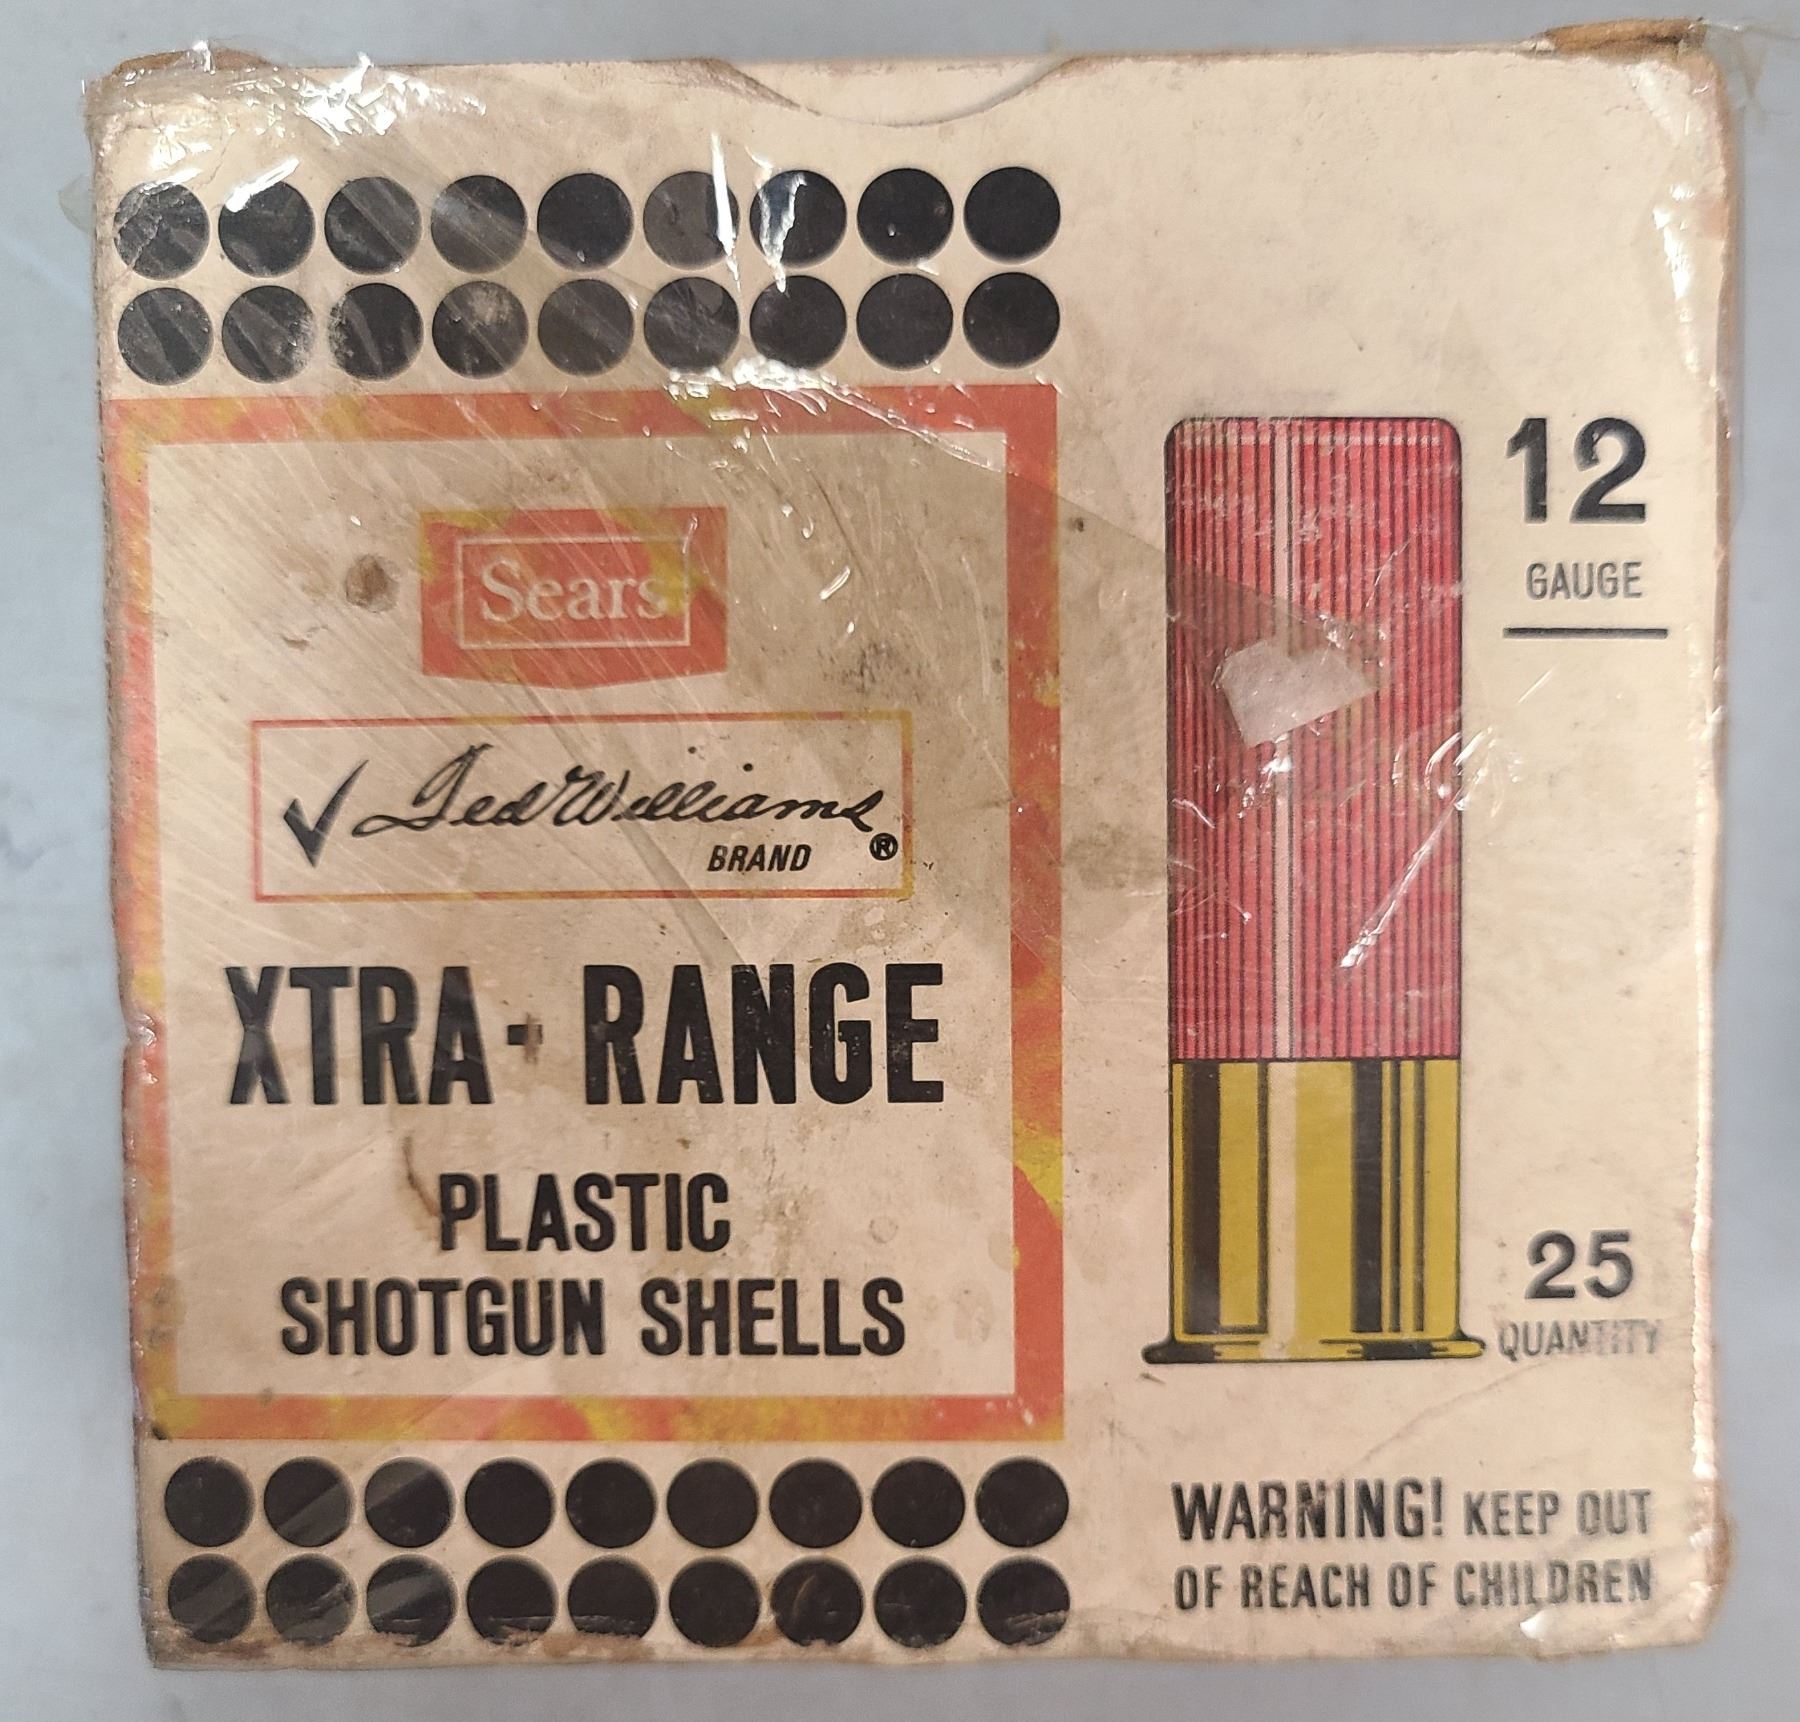 Sears
Ted Williams
BRAND ®
XTRA-RANGE
PLASTIC
SHOTGUN SHELLS
12
GAUGE
25
QUANTITY
WARNING! KEEP OUT
OF REACH OF CHILDREN